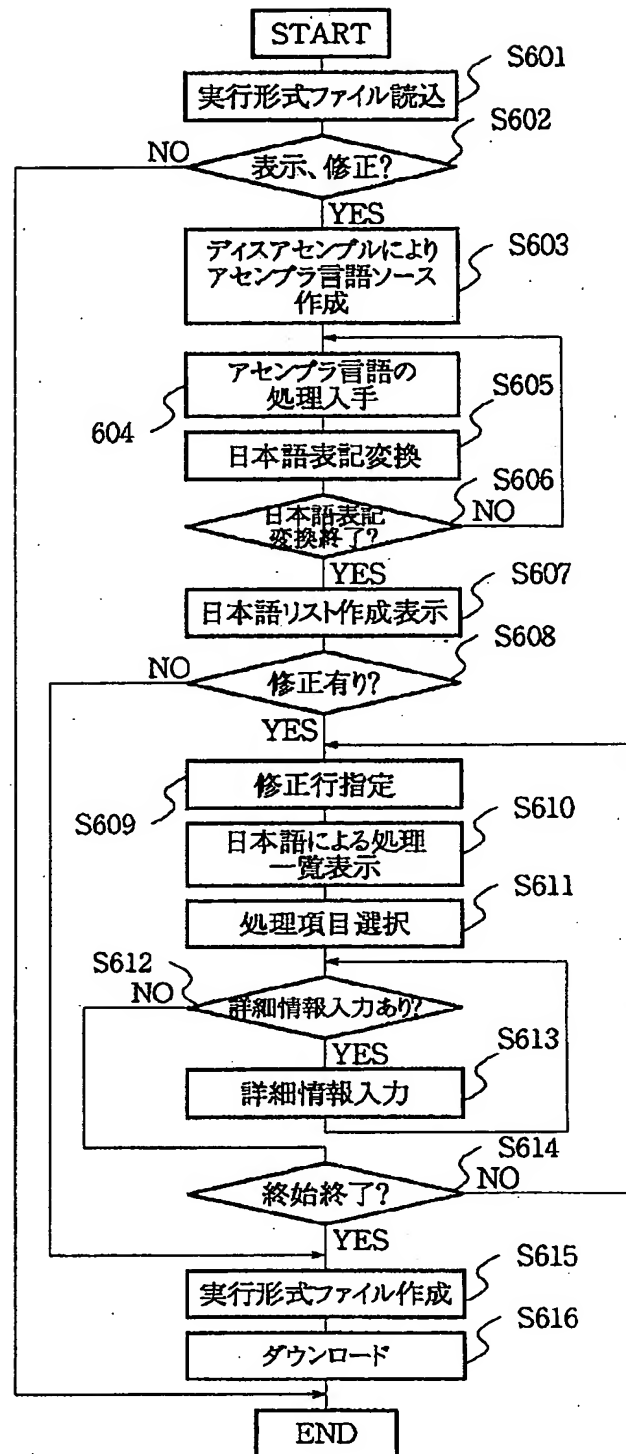 START
S601
実行形式ファイル読込
S602
NO
表示、修正?
YES
ディスアセンブルにより
アセンブラ言語ソース
作成
S603
アセンブラ言語の
処理入手
604
S605
日本語表記変換
S606
日本語表記
変換終了?
NO
YES
S607
日本語リスト作成表示
S608
NO
修正有り?
YES
修正行指定
S609
S610
日本語による処理
一覧表示
S611
処理項目選択
S612
NO
詳細情報入力あり?
YES
S613
詳細情報入力
S614
終始終了?
NO
YES
S615
実行形式ファイル作成
S616
ダウンロード
END